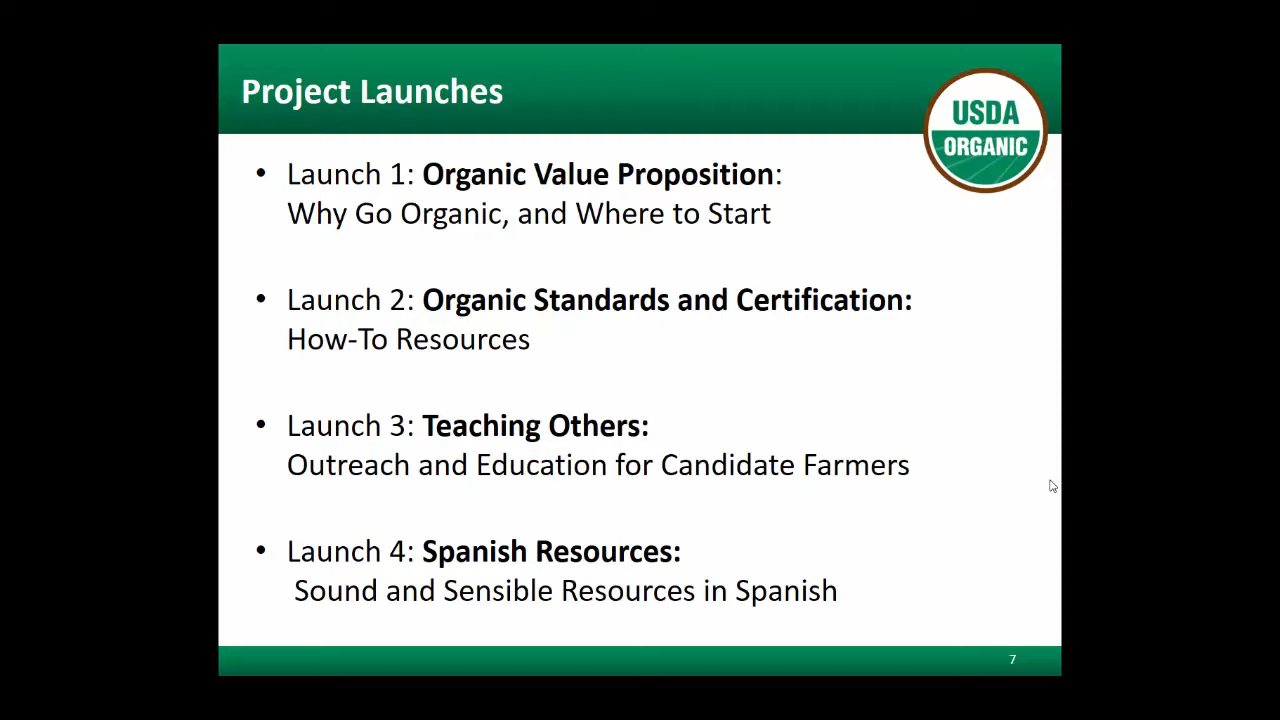 Project Launches
USDA
ORGANIC
• Launch 1: Organic Value Proposition:
Why Go Organic, and Where to Start
• Launch 2: Organic Standards and Certification:
How-To Resources
• Launch 3: Teaching Others:
Outreach and Education for Candidate Farmers
• Launch 4: Spanish Resources:
Sound and Sensible Resources in Spanish
7